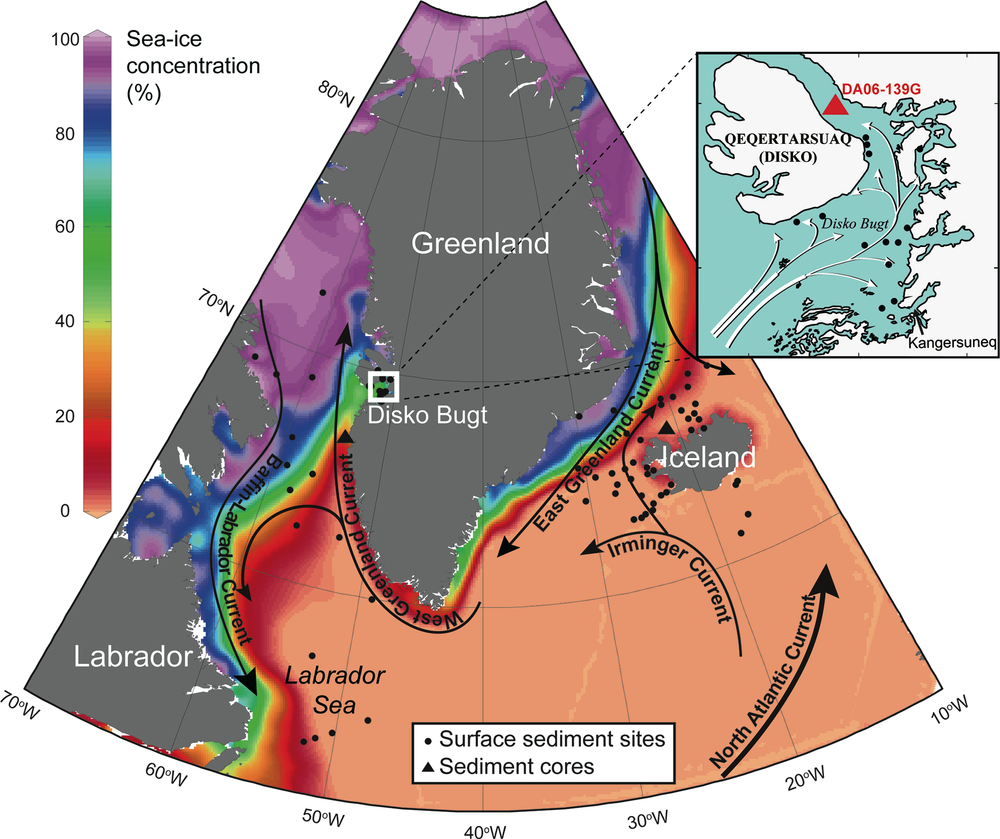 100
80
60
40
20
0
Sea-ice
concentration
(%)
80°N
70°N
Greenland
Disko Bugt
Iceland
Labrador
Labrador
Sea
Baffin-Labrador Current
West Greenland Current
East Greenland Current
Irminger Current
North Atlantic Current
DA06-139G
QEQERTARSUAQ
(DISKO)
Disko Bugt
Kangersuneq
Surface sediment sites
Sediment cores
70°W
60°W
50°W
40°W
30°W
20°W
10°W